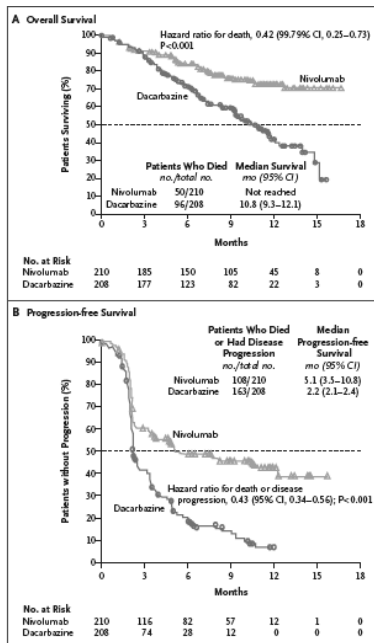 A Overall Survival
Hazard ratio for death, 0.42 (99.79% CI, 0.25–0.73)
P<0.001
100
90
80
70
60
50
40
30
20
10
0
Patients Surviving (%)
Nivolumab
Dacarbazine
Patients Who Died
no./total no.
Median Survival
mo (95% CI)
Nivolumab 50/210 Not reached
Dacarbazine 96/208 10.8 (9.3–12.1)
0 3 6 9 12 15 18
Months
No. at Risk
Nivolumab 210 185 150 105 45 8 0
Dacarbazine 208 177 123 82 22 3 0
B Progression-free Survival
100
90
80
70
60
50
40
30
20
10
0
Patients without Progression (%)
Patients Who Died
or Had Disease
Progression
no./total no.
Median
Progression-free
Survival
mo (95% CI)
Nivolumab 108/210 5.1 (3.5–10.8)
Dacarbazine 163/208 2.2 (2.1–2.4)
Nivolumab
Hazard ratio for death or disease
progression, 0.43 (95% CI, 0.34–0.56); P<0.001
Dacarbazine
0 3 6 9 12 15 18
Months
No. at Risk
Nivolumab 210 116 82 57 12 1 0
Dacarbazine 208 74 28 12 0 0 0